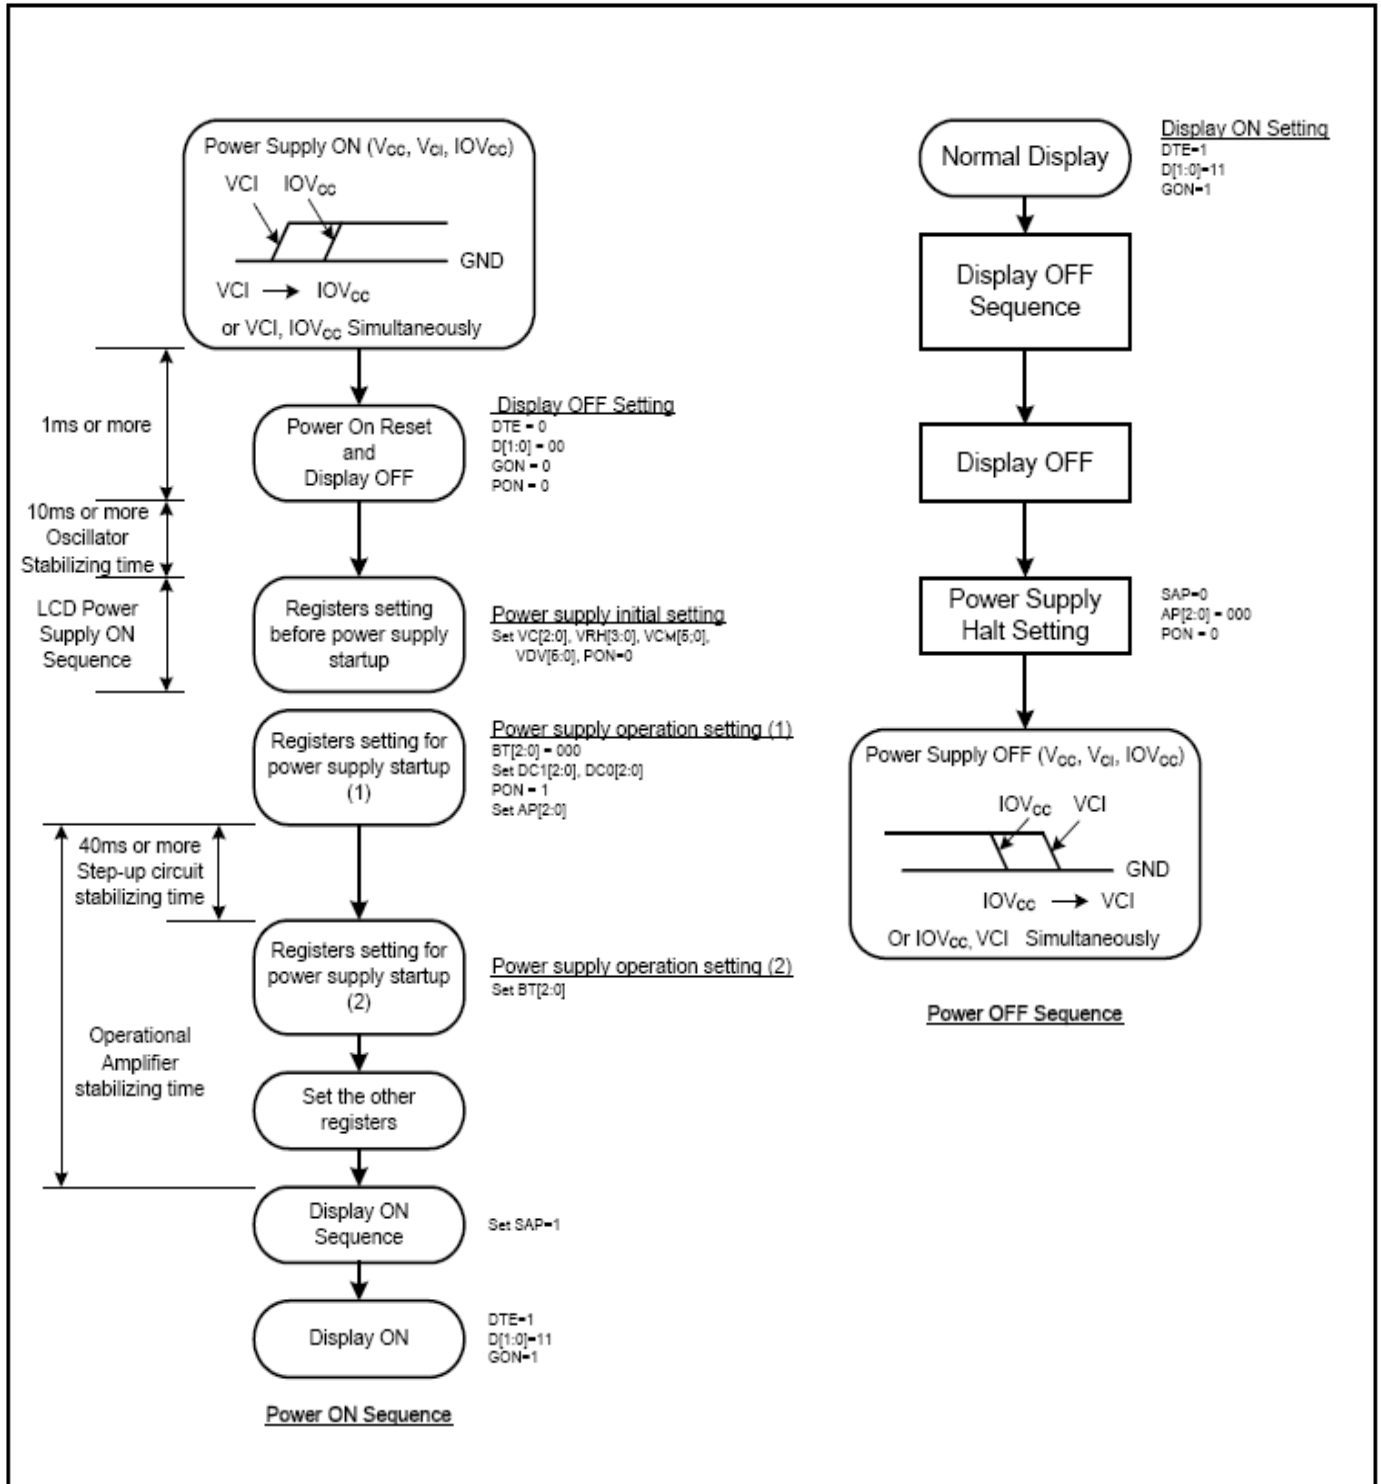 Power Supply ON (VCC, VCI, IOVCC)
VCI IOVCC
GND
VCI → IOVCC
or VCI, IOVCC Simultaneously
1ms or more
Power On Reset
and
Display OFF
Display OFF Setting
DTE = 0
D[1:0] = 00
GON = 0
PON = 0
10ms or more
Oscillator
Stabilizing time
LCD Power
Supply ON
Sequence
Registers setting
before power supply
startup
Power supply initial setting
Set VC[2:0], VRH[3:0], VCM[5;0],
VDV[5:0], PON=0
Registers setting for
power supply startup
(1)
Power supply operation setting (1)
BT[2:0] = 000
Set DC1[2:0], DC0[2:0]
PON = 1
Set AP[2:0]
40ms or more
Step-up circuit
stabilizing time
Registers setting for
power supply startup
(2)
Power supply operation setting (2)
Set BT[2:0]
Operational
Amplifier
stabilizing time
Set the other
registers
Display ON
Sequence
Set SAP=1
Display ON
DTE=1
D[1:0]=11
GON=1
Power ON Sequence
Normal Display
Display ON Setting
DTE=1
D[1:0]=11
GON=1
Display OFF
Sequence
Display OFF
Power Supply
Halt Setting
SAP=0
AP[2:0] = 000
PON = 0
Power Supply OFF (VCC, VCI, IOVCC)
IOVCC VCI
GND
IOVCC → VCI
Or IOVCC, VCI Simultaneously
Power OFF Sequence